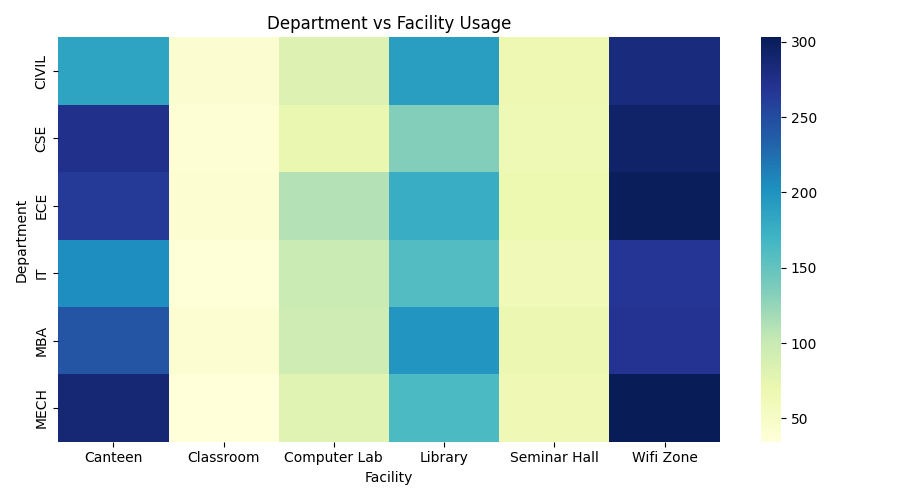 Department vs Facility Usage
Department
CIVIL
CSE
ECE
IT
MBA
MECH
Canteen Classroom Computer Lab Library Seminar Hall Wifi Zone
Facility
300
250
200
150
100
50